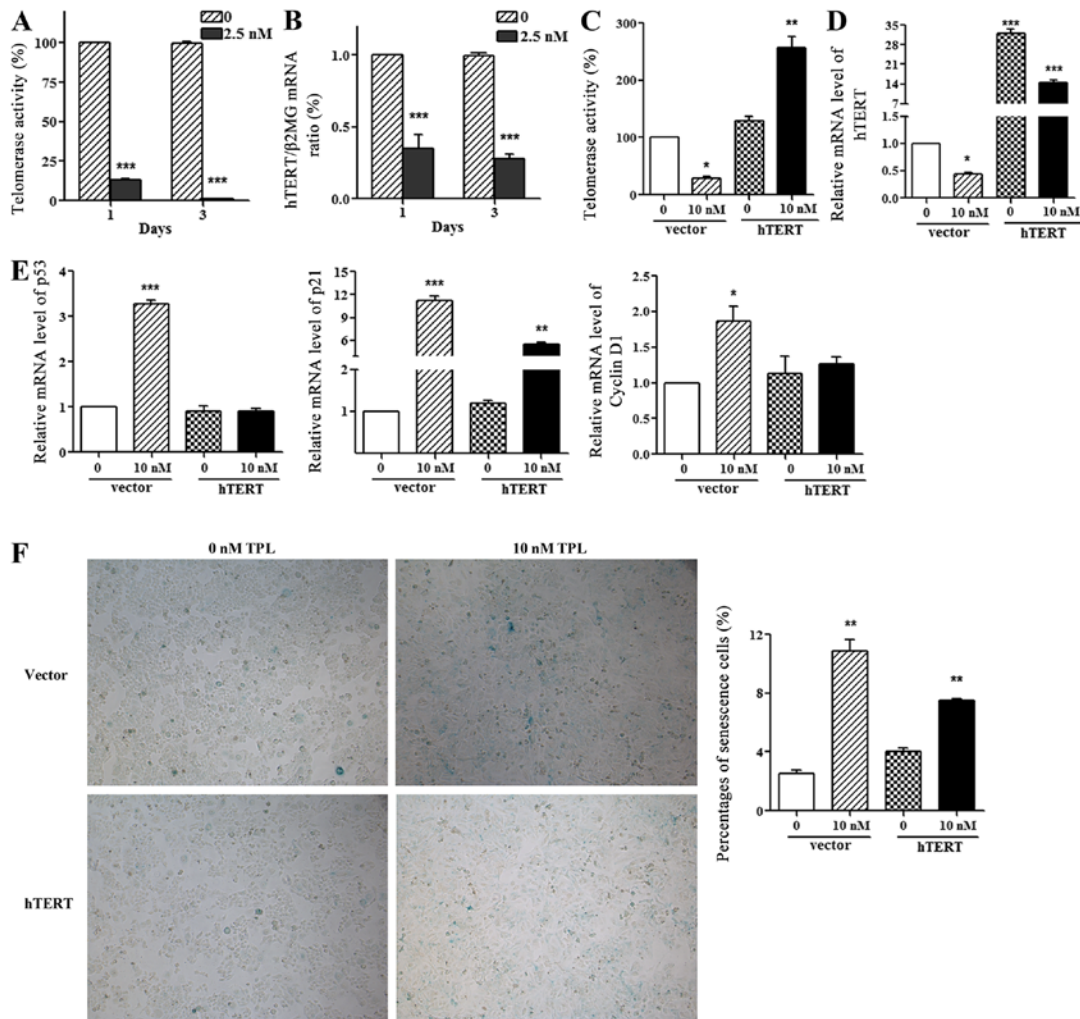 A
Telomerase activity (%)
100
75
50
25
0
0
2.5 nM
***
***
1
3
Days
B
hTERT/β2MG mRNA
ratio (%)
1.0
0.5
0.0
0
2.5 nM
***
***
1
3
Days
C
Telomerase activity (%)
300
200
100
0
*
**
0
10 nM
0
10 nM
vector
hTERT
D
Relative mRNA level of
hTERT
35
28
21
14
7
1.5
1.0
0.5
0.0
*
***
***
0
10 nM
0
10 nM
vector
hTERT
E
Relative mRNA level of p53
4
3
2
1
0
***
0
10 nM
0
10 nM
vector
hTERT
Relative mRNA level of p21
15
12
9
6
2
1
0
***
**
0
10 nM
0
10 nM
vector
hTERT
Relative mRNA level of
Cyclin D1
2.5
2.0
1.5
1.0
0.5
0.0
*
0
10 nM
0
10 nM
vector
hTERT
F
0 nM TPL
10 nM TPL
Vector
hTERT
Percentages of senescence cells (%)
12
8
4
0
**
**
0
10 nM
0
10 nM
vector
hTERT